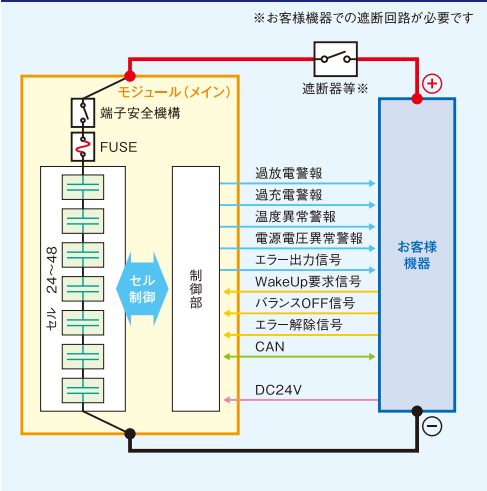 ※お客様機器での遮断回路が必要です
遮断器等※
モジュール（メイン）
端子安全機構
FUSE
セル 24～48
セル
制御
制御部
過放電警報
過充電警報
温度異常警報
電源電圧異常警報
エラー出力信号
WakeUp要求信号
バランスOFF信号
エラー解除信号
CAN
DC24V
＋
お客様
機器
−